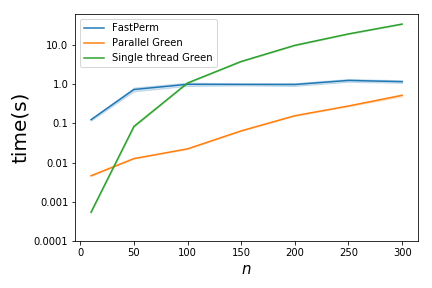 FastPerm
Parallel Green
Single thread Green
time(s)
10.0
1.0
0.1
0.01
0.001
0.0001
0 50 100 150 200 250 300
n